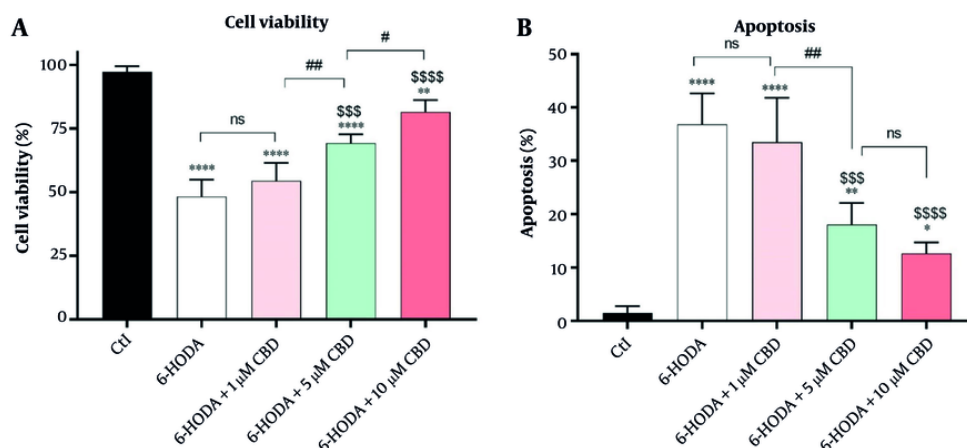 A
Cell viability
Cell viability (%)
100
75
50
25
0
****
ns
****
##
$$$
****
#
$$$$
**
Ctl
6-HODA
6-HODA + 1 μM CBD
6-HODA + 5 μM CBD
6-HODA + 10 μM CBD
B
Apoptosis
Apoptosis (%)
50
40
30
20
10
0
ns
****
****
##
$$$
**
ns
$$$$
*
Ctl
6-HODA
6-HODA + 1 μM CBD
6-HODA + 5 μM CBD
6-HODA + 10 μM CBD